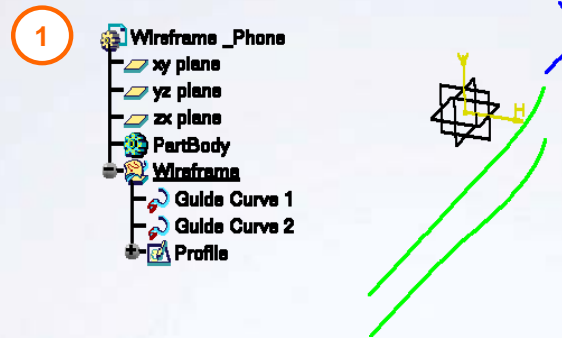 1
Wireframe _Phone
xy plane
yz plane
zx plane
PartBody
Wireframe
Guide Curve 1
Guide Curve 2
Profile
Y
H